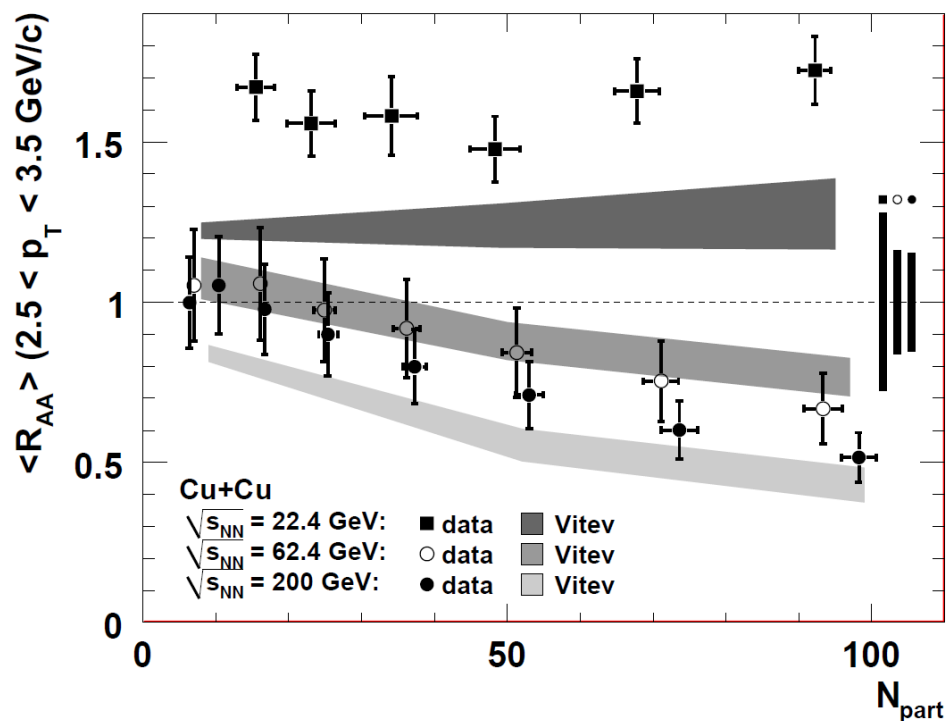 <R_AA> (2.5 < p_T < 3.5 GeV/c)
1.5
1
0.5
0
Cu+Cu
√s_NN = 22.4 GeV: data Vitev
√s_NN = 62.4 GeV: data Vitev
√s_NN = 200 GeV: data Vitev
0 50 100
N_part